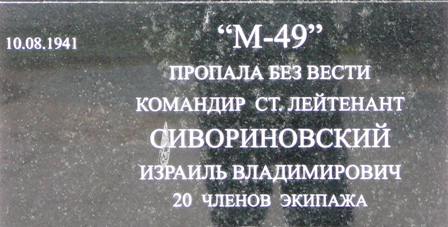 10.08.1941
"М-49"
ПРОПАЛА БЕЗ ВЕСТИ
КОМАНДИР СТ. ЛЕЙТЕНАНТ
СИВОРИНОВСКИЙ
ИЗРАИЛЬ ВЛАДИМИРОВИЧ
20 ЧЛЕНОВ ЭКИПАЖА